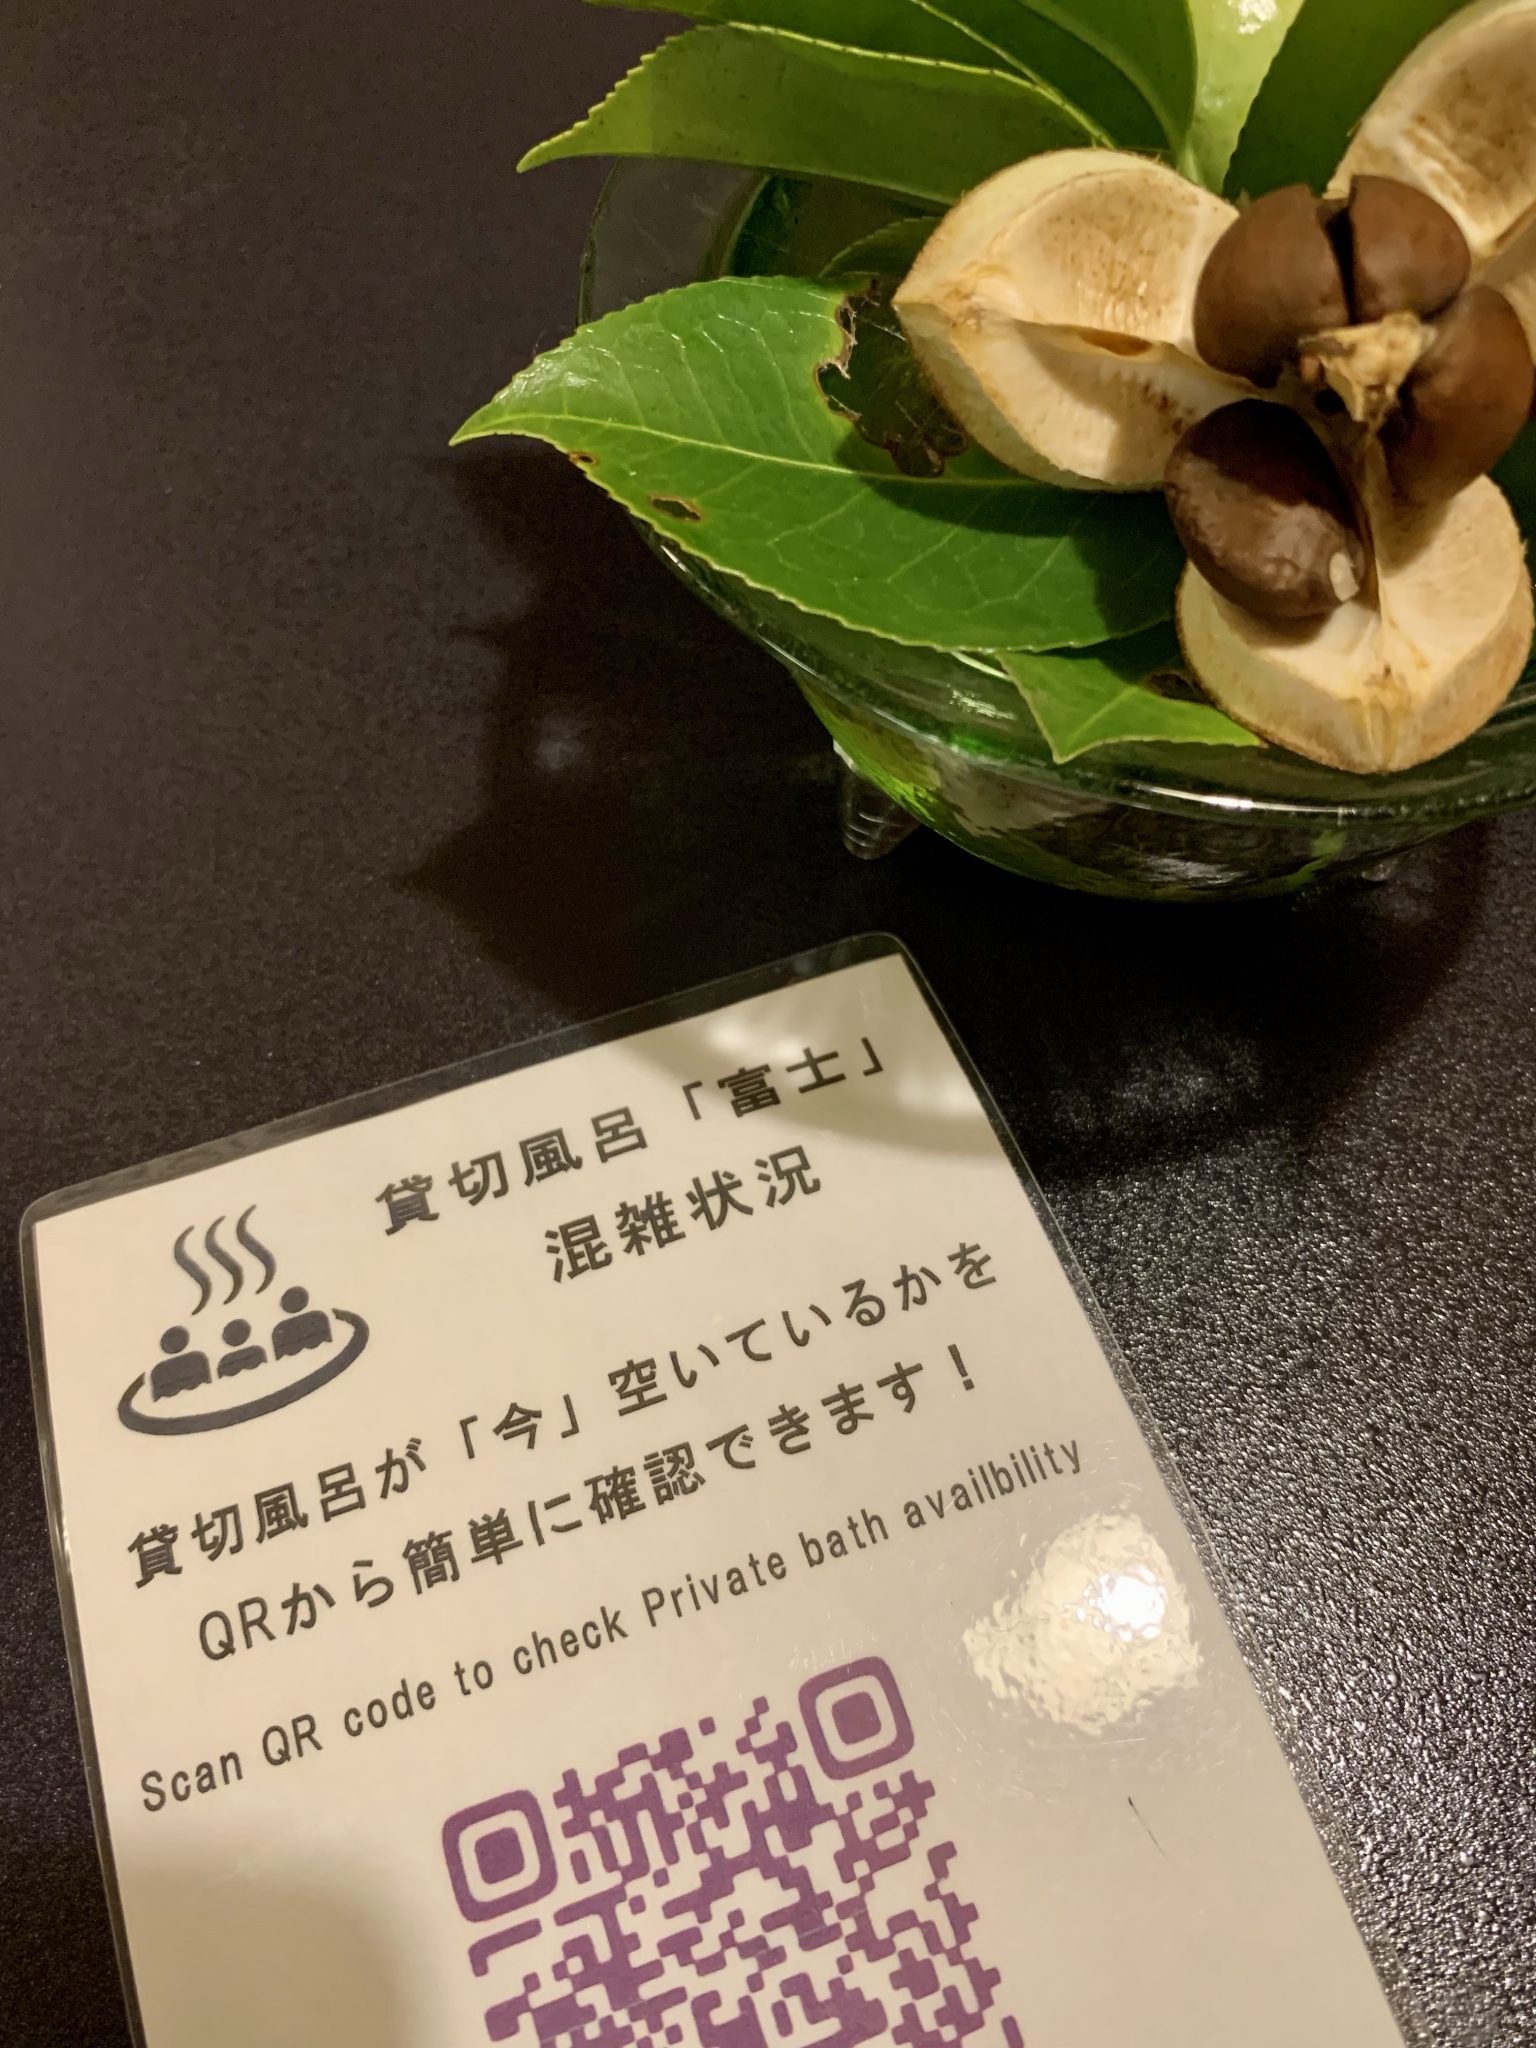 貸切風呂「富士」
混雑状況
貸切風呂が「今」空いているかを
QRから簡単に確認できます！
Scan QR code to check Private bath availbility